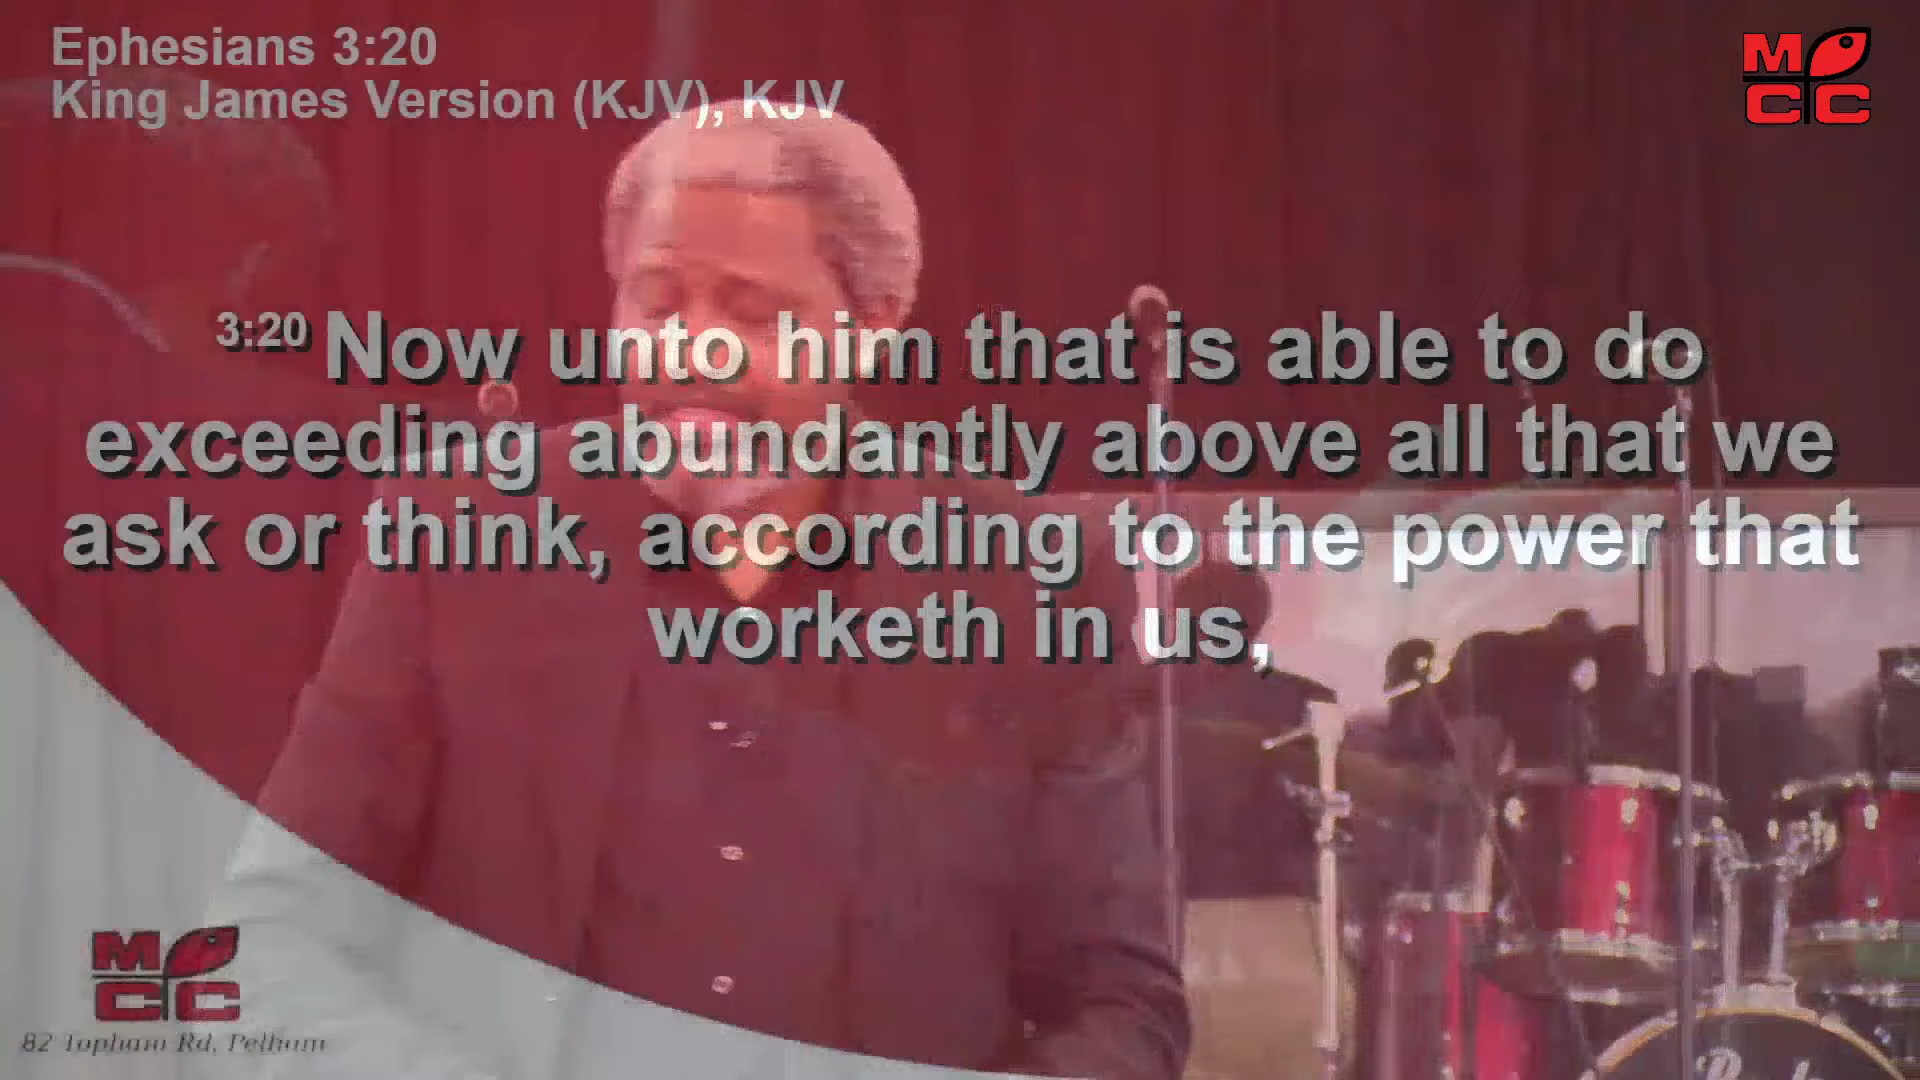 Ephesians 3:20
King James Version (KJV), KJV
M
CC
3:20 Now unto him that is able to do
exceeding abundantly above all that we
ask or think, according to the power that
worketh in us,
M
CC
82 Topham Rd, Pelham